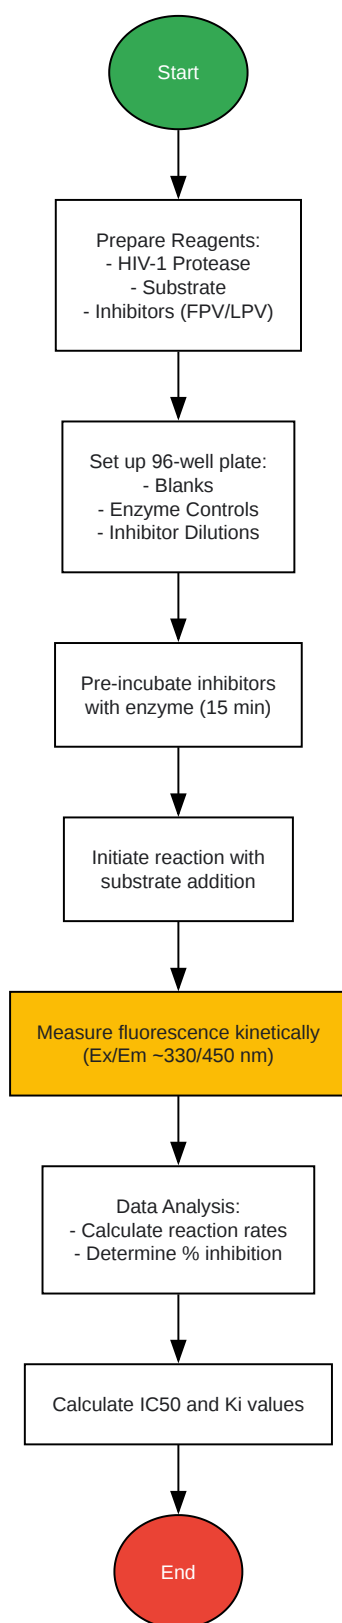 Start
Prepare Reagents:
- HIV-1 Protease
- Substrate
- Inhibitors (FPV/LPV)
Set up 96-well plate:
- Blanks
- Enzyme Controls
- Inhibitor Dilutions
Pre-incubate inhibitors
with enzyme (15 min)
Initiate reaction with
substrate addition
Measure fluorescence kinetically
(Ex/Em ~330/450 nm)
Data Analysis:
- Calculate reaction rates
- Determine % inhibition
Calculate IC50 and Ki values
End